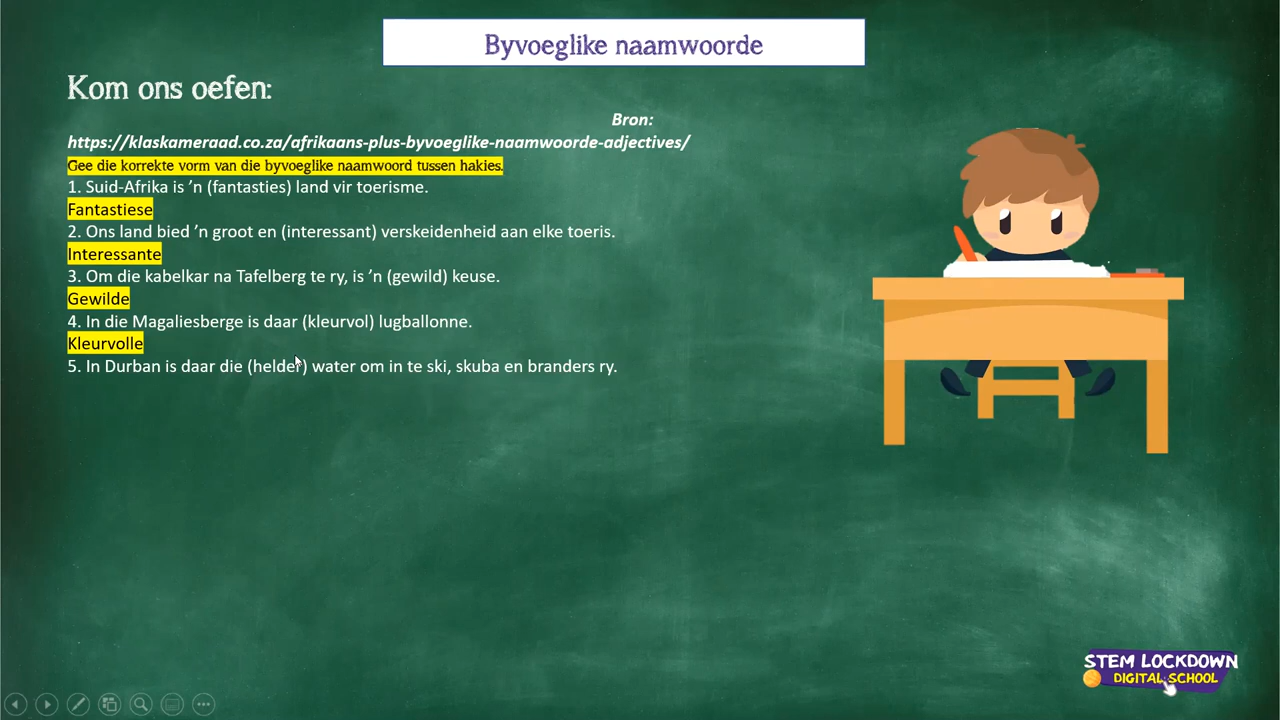 Byvoeglike naamwoorde
Kom ons oefen:
Bron:
https://klaskameraad.co.za/afrikaans-plus-byvoeglike-naamwoorde-adjectives/
Gee die korrekte vorm van die byvoeglike naamwoord tussen hakies.
1. Suid-Afrika is ’n (fantasties) land vir toerisme.
Fantastiese
2. Ons land bied ’n groot en (interessant) verskeidenheid aan elke toeris.
Interessante
3. Om die kabelkar na Tafelberg te ry, is ’n (gewild) keuse.
Gewilde
4. In die Magaliesberge is daar (kleurvol) lugballonne.
Kleurvolle
5. In Durban is daar die (helder) water om in te ski, skuba en branders ry.
STEM LOCKDOWN
DIGITAL SCHOOL